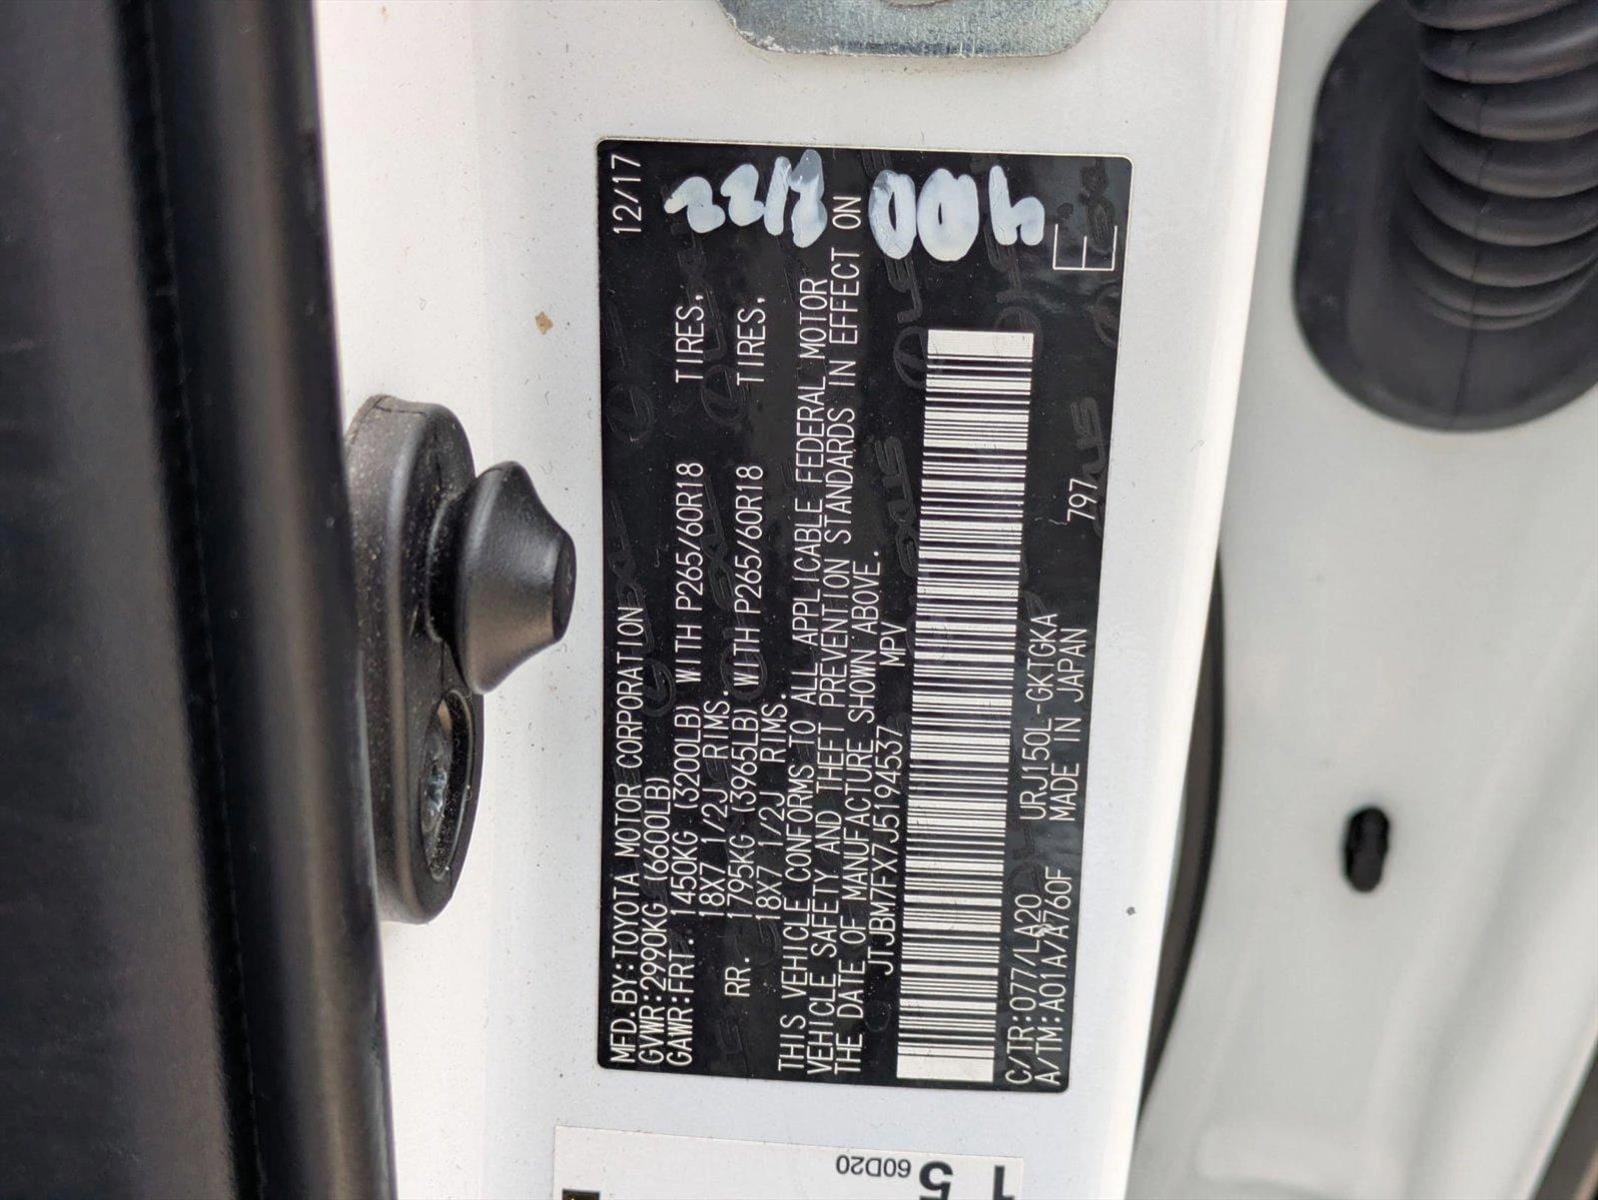 MFD.BY:TOYOTA MOTOR CORPORATION 12/17
GVWR:2990KG (6600LB)
GAWR:FRT. 1450KG (3200LB) WITH P265/60R18 TIRES.
18X7 1/2J RIMS.
RR. 1795KG (3965LB) WITH P265/60R18 TIRES.
18X7 1/2J RIMS.
THIS VEHICLE CONFORMS TO ALL APPLICABLE FEDERAL MOTOR
VEHICLE SAFETY AND THEFT PREVENTION STANDARDS IN EFFECT ON
THE DATE OF MANUFACTURE SHOWN ABOVE.
JTJBM7FX7J5194537 MPV
C/TR:077/LA20 URJ150L-GKTGKA 797
A/TM:A01A/A760F MADE IN JAPAN
E
LEXUS
15
60D20